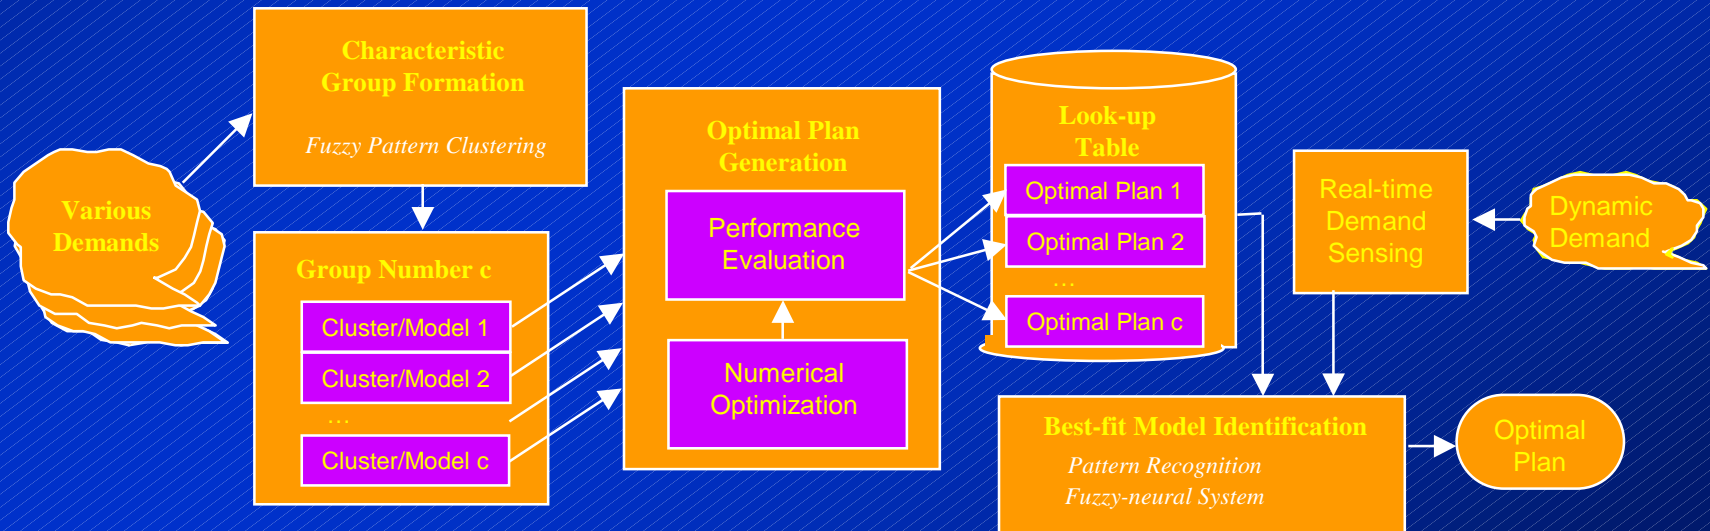 Various
Demands
Characteristic
Group Formation
Fuzzy Pattern Clustering
Group Number c
Cluster/Model 1
Cluster/Model 2
…
Cluster/Model c
Optimal Plan
Generation
Performance
Evaluation
Numerical
Optimization
Look-up
Table
Optimal Plan 1
Optimal Plan 2
…
Optimal Plan c
Real-time
Demand
Sensing
Dynamic
Demand
Best-fit Model Identification
Pattern Recognition
Fuzzy-neural System
Optimal
Plan